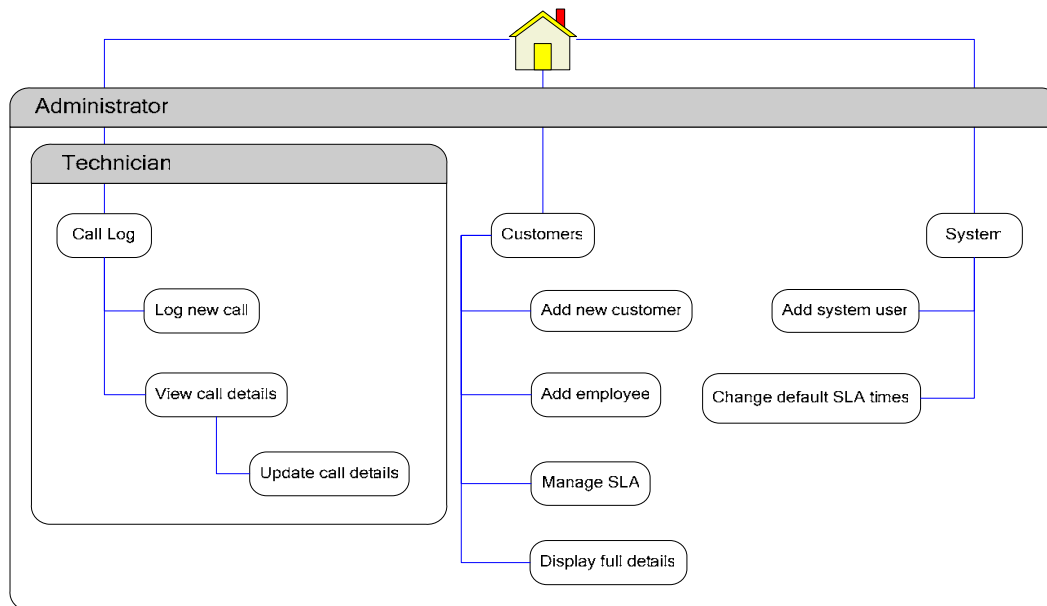 Administrator
Technician
Call Log
Customers
System
Log new call
Add new customer
Add system user
View call details
Add employee
Change default SLA times
Update call details
Manage SLA
Display full details